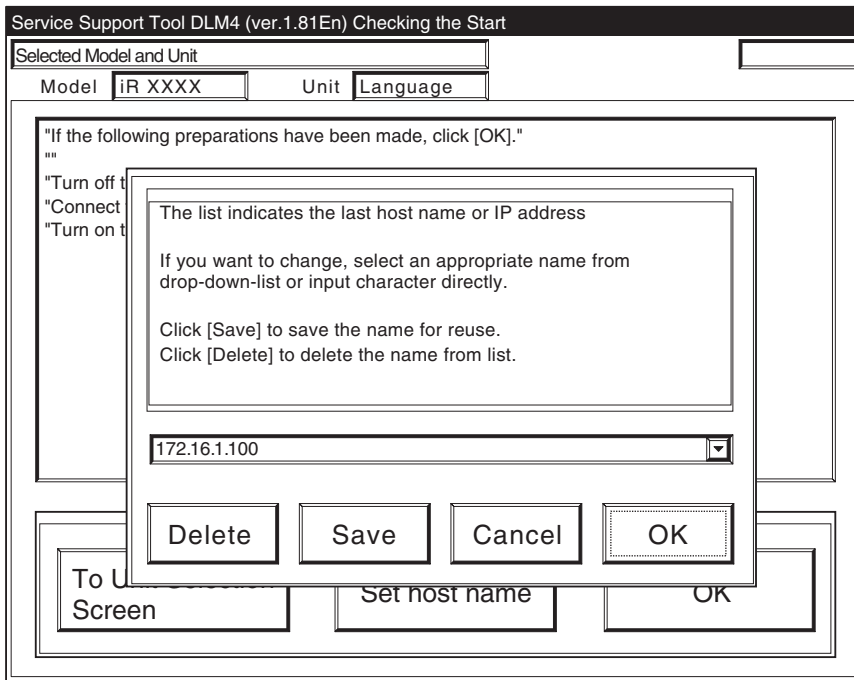 Service Support Tool DLM4 (ver.1.81En) Checking the Start
Selected Model and Unit
Model iR XXXX Unit Language
"If the following preparations have been made, click [OK]."
""
"Turn off t
"Connect
"Turn on t
The list indicates the last host name or IP address
If you want to change, select an appropriate name from
drop-down-list or input character directly.
Click [Save] to save the name for reuse.
Click [Delete] to delete the name from list.
172.16.1.100
Delete Save Cancel OK
To Unit Selection
Screen
Set host name
OK